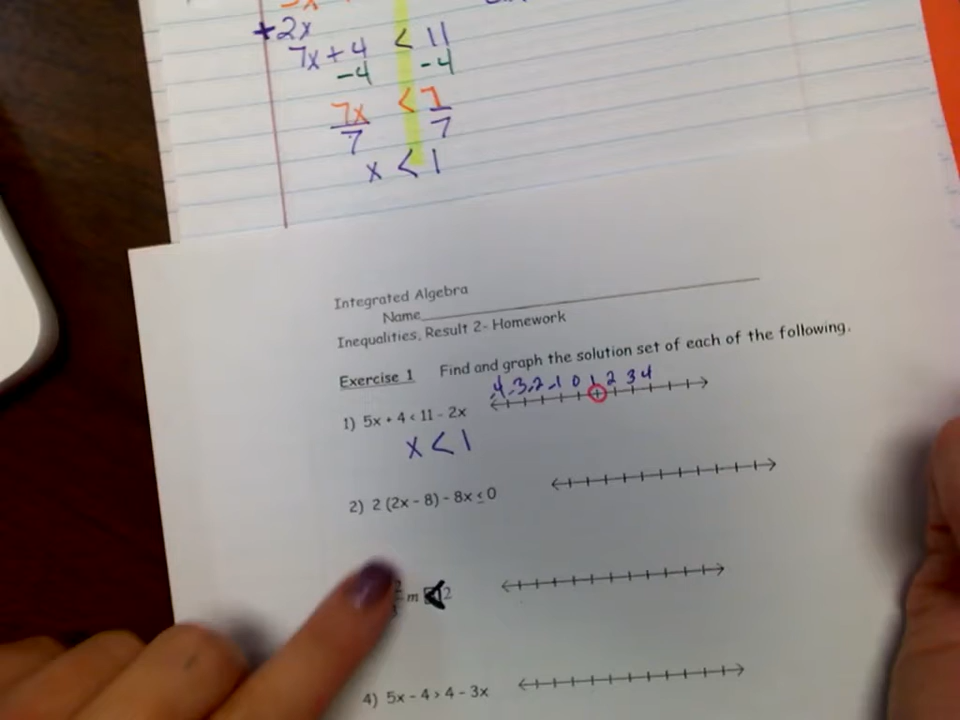 +2x
7x + 4 < 11
-4 -4
7x < 7
7 7
x < 1
Integrated Algebra
Name
Inequalities, Result 2- Homework
Exercise 1 Find and graph the solution set of each of the following.
-4 -3 -2 -1 0 1 2 3 4
1) 5x + 4 < 11 - 2x
x < 1
2) 2 (2x - 8) - 8x ≤ 0
m < 2
4) 5x - 4 > 4 - 3x